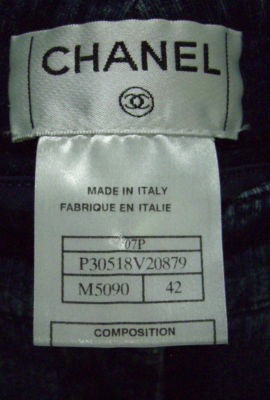 CHANEL
MADE IN ITALY
FABRIQUE EN ITALIE
07P
P30518V20879
M5090 42
COMPOSITION